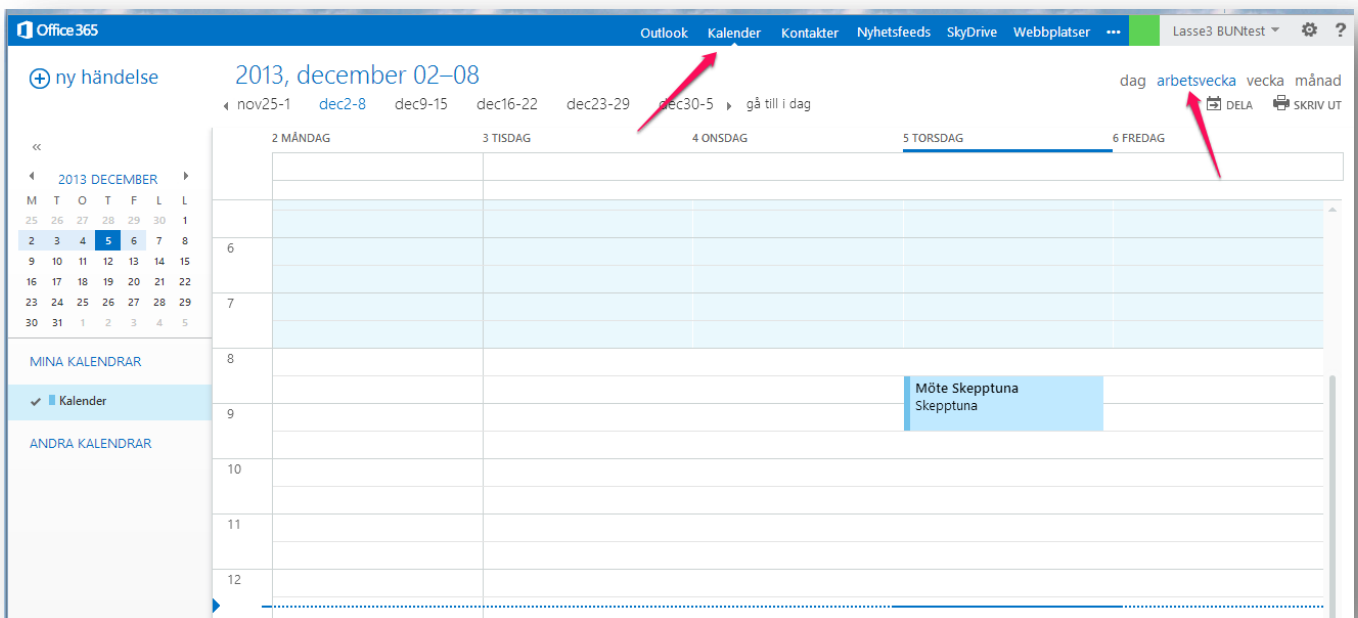 Office 365 Outlook Kalender Kontakter Nyhetsfeeds SkyDrive Webbplatser ••• Lasse3 BUNtest ?
ny händelse
2013, december 02–08
dag arbetsvecka vecka månad
nov25-1 dec2-8 dec9-15 dec16-22 dec23-29 dec30-5 gå till i dag
DELA SKRIV UT
2 MÅNDAG 3 TISDAG 4 ONSDAG 5 TORSDAG 6 FREDAG
«
2013 DECEMBER
M T O T F L L
25 26 27 28 29 30 1
2 3 4 5 6 7 8
9 10 11 12 13 14 15
16 17 18 19 20 21 22
23 24 25 26 27 28 29
30 31 1 2 3 4 5
MINA KALENDRAR
Kalender
ANDRA KALENDRAR
6
7
8
Möte Skepptuna
Skepptuna
9
10
11
12